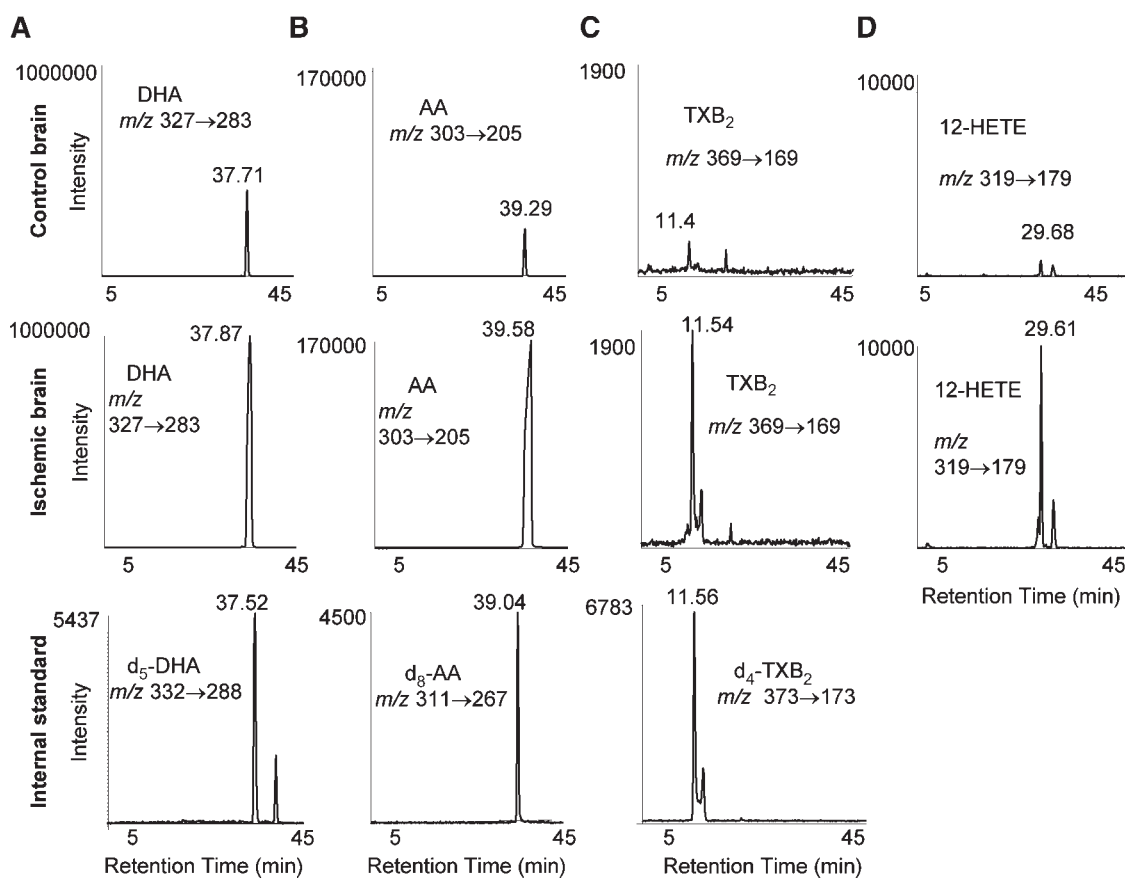 A
B
C
D
Control brain
Intensity
1000000
DHA
m/z 327→283
37.71
5
45
170000
AA
m/z 303→205
39.29
5
45
1900
TXB2
m/z 369→169
11.4
5
45
10000
12-HETE
m/z 319→179
29.68
5
45
Ischemic brain
Intensity
1000000
37.87
DHA
m/z
327→283
5
45
170000
39.58
AA
m/z
303→205
5
45
1900
11.54
TXB2
m/z 369→169
5
45
10000
29.61
12-HETE
m/z
319→179
5
45
Retention Time (min)
Internal standard
Intensity
5437
37.52
d5-DHA
m/z 332→288
5
45
Retention Time (min)
4500
39.04
d8-AA
m/z 311→267
5
45
Retention Time (min)
6783
11.56
d4-TXB2
m/z 373→173
5
45
Retention Time (min)